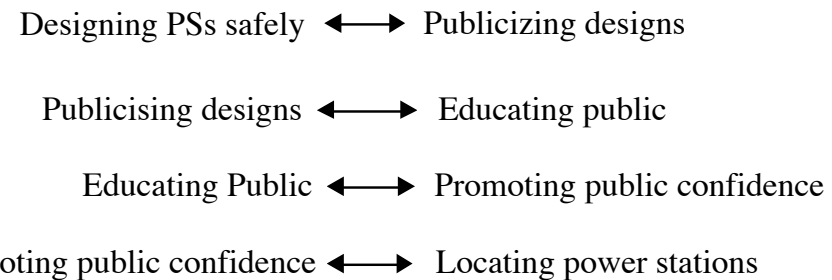 Designing PSs safely Publicizing designs
Publicising designs Educating public
Educating Public Promoting public confidence
oting public confidence Locating power stations